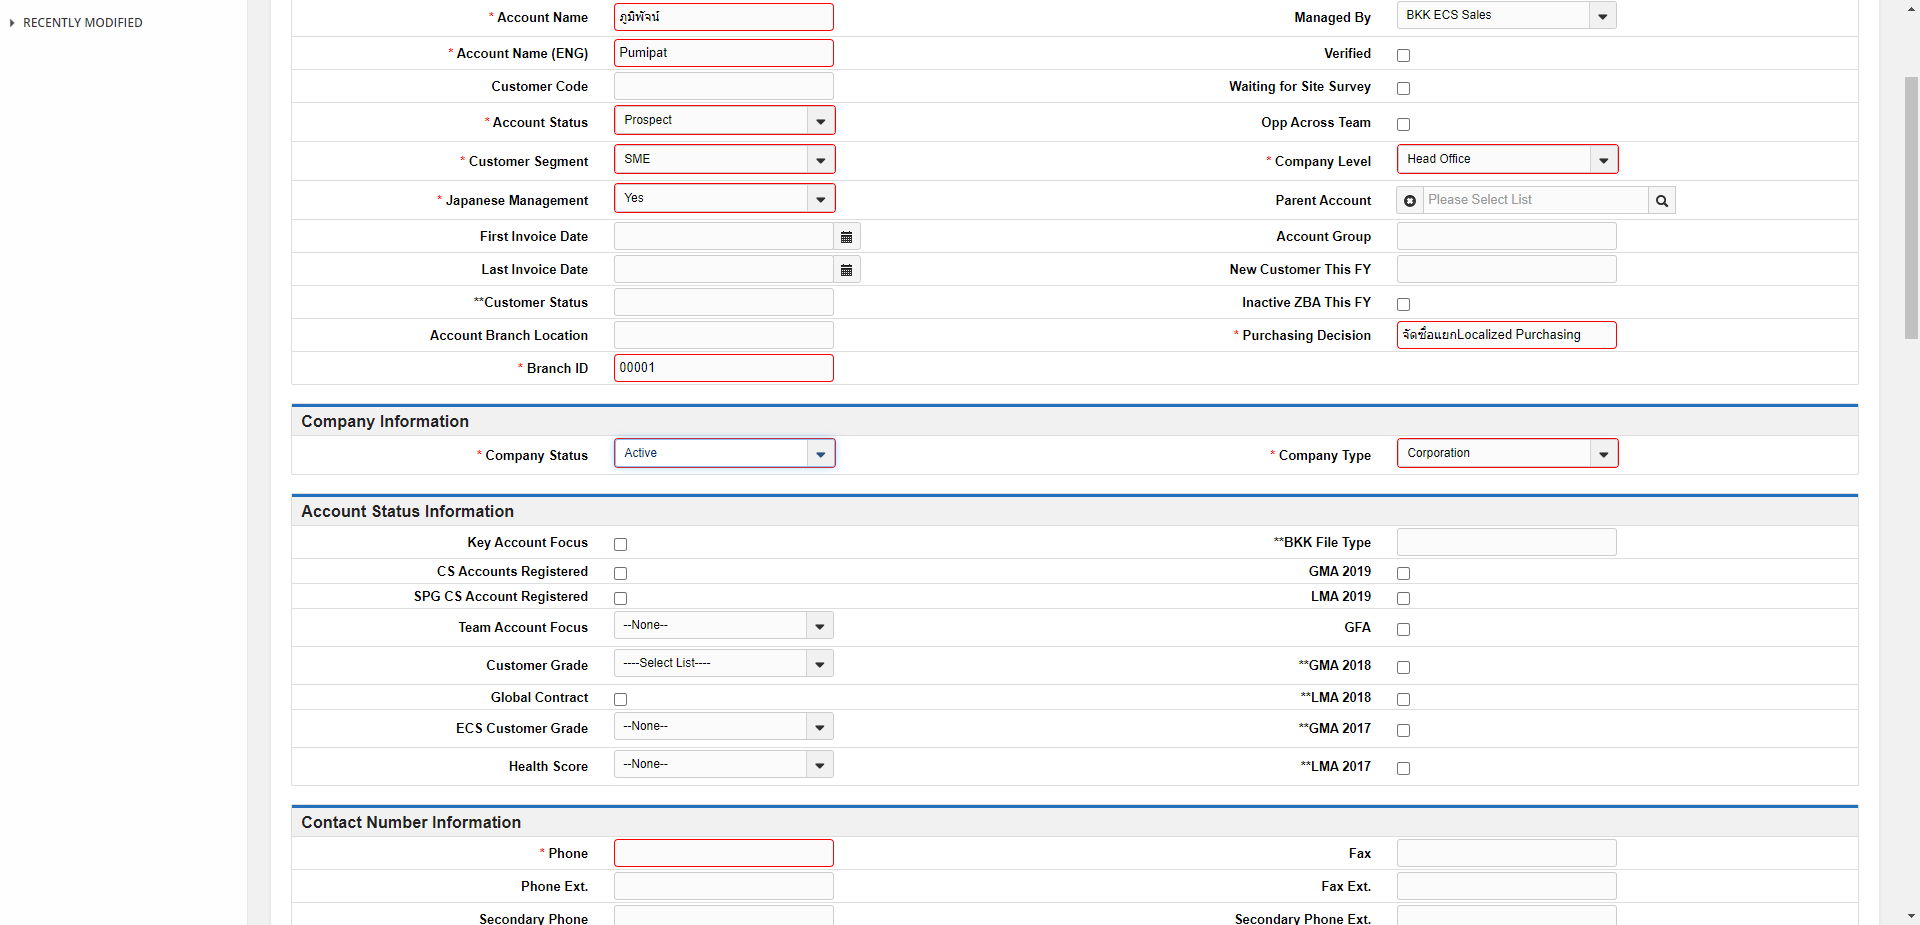 RECENTLY MODIFIED
* Account Name ภูมิพัจน์ Managed By BKK ECS Sales
* Account Name (ENG) Pumipat Verified
Customer Code Waiting for Site Survey
* Account Status Prospect Opp Across Team
* Customer Segment SME * Company Level Head Office
* Japanese Management Yes Parent Account Please Select List
First Invoice Date Account Group
Last Invoice Date New Customer This FY
**Customer Status Inactive ZBA This FY
Account Branch Location * Purchasing Decision จัดซื้อแยกLocalized Purchasing
* Branch ID 00001
Company Information
* Company Status Active * Company Type Corporation
Account Status Information
Key Account Focus **BKK File Type
CS Accounts Registered GMA 2019
SPG CS Account Registered LMA 2019
Team Account Focus --None-- GFA
Customer Grade ----Select List---- **GMA 2018
Global Contract **LMA 2018
ECS Customer Grade --None-- **GMA 2017
Health Score --None-- **LMA 2017
Contact Number Information
* Phone Fax
Phone Ext. Fax Ext.
Secondary Phone Secondary Phone Ext.